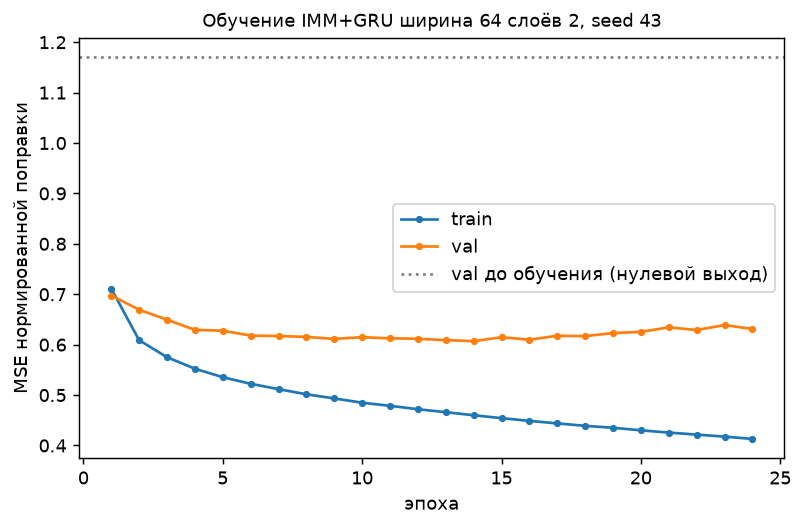 Обучение IMM+GRU ширина 64 слоёв 2, seed 43
MSE нормированной поправки
1.2
1.1
1.0
0.9
0.8
0.7
0.6
0.5
0.4
train
val
val до обучения (нулевой выход)
0 5 10 15 20 25
эпоха